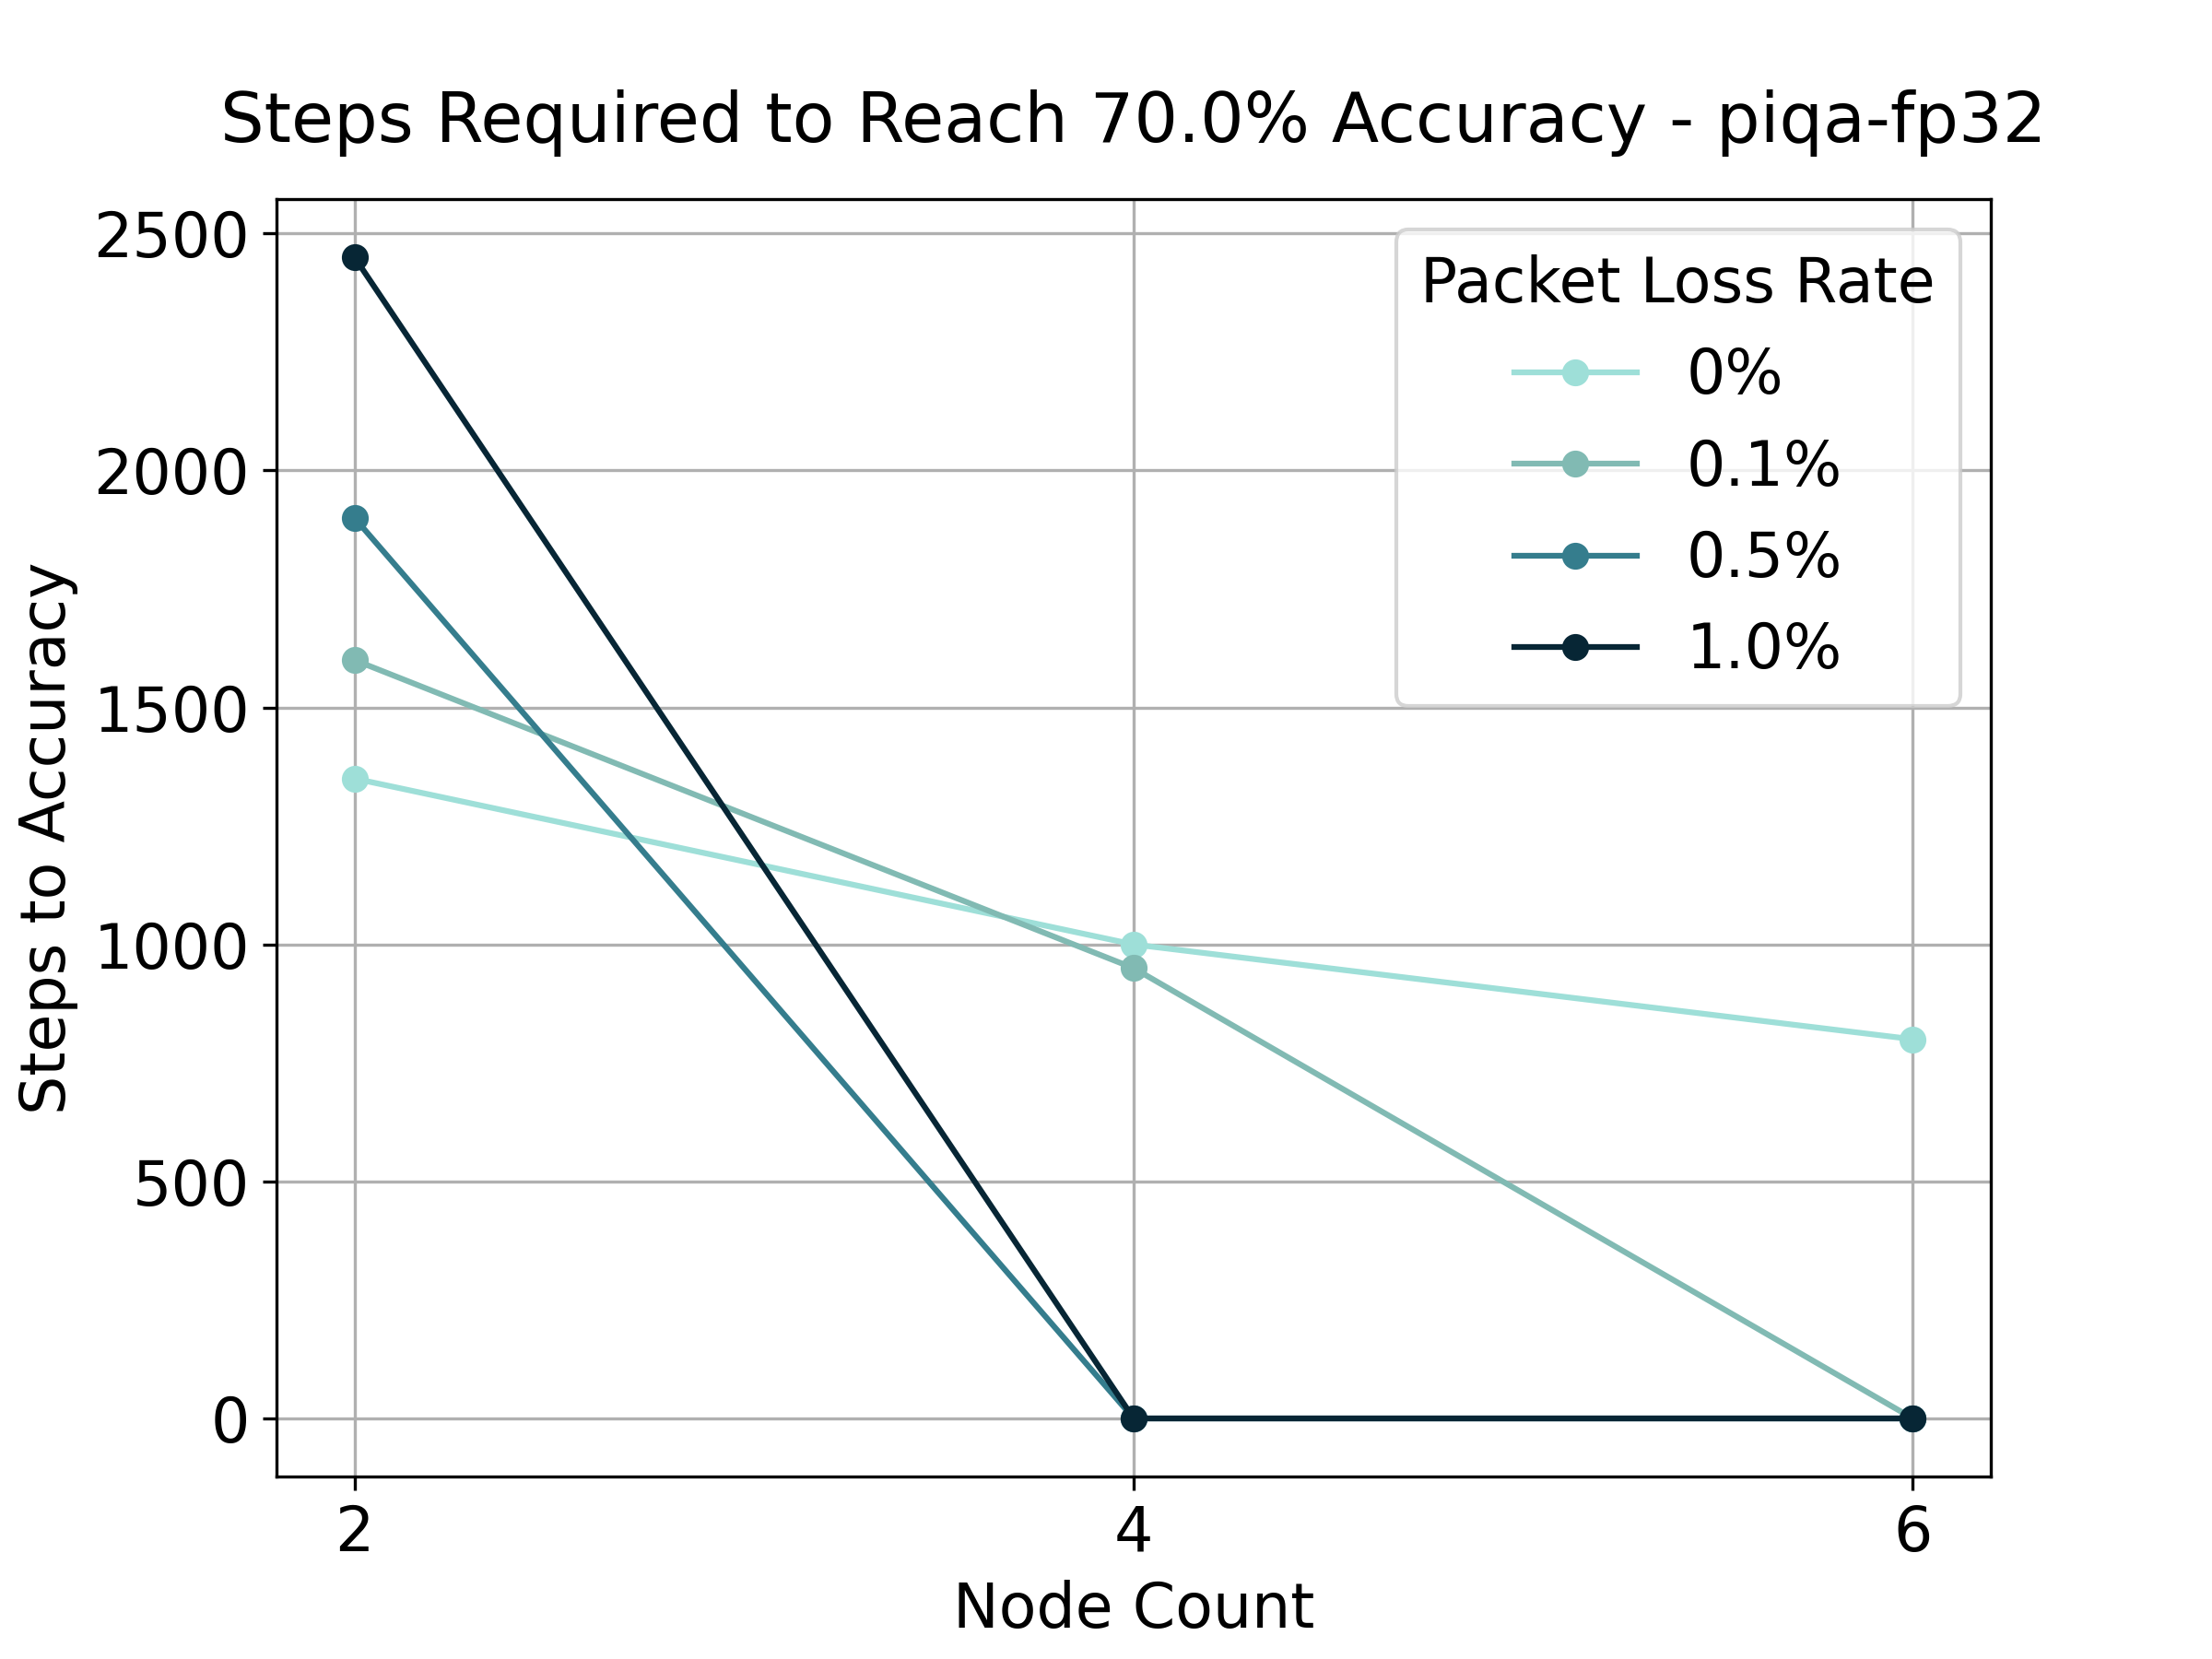 Steps Required to Reach 70.0% Accuracy - piqa-fp32
Steps to Accuracy
2500
2000
1500
1000
500
0
Packet Loss Rate
0%
0.1%
0.5%
1.0%
2 4 6
Node Count